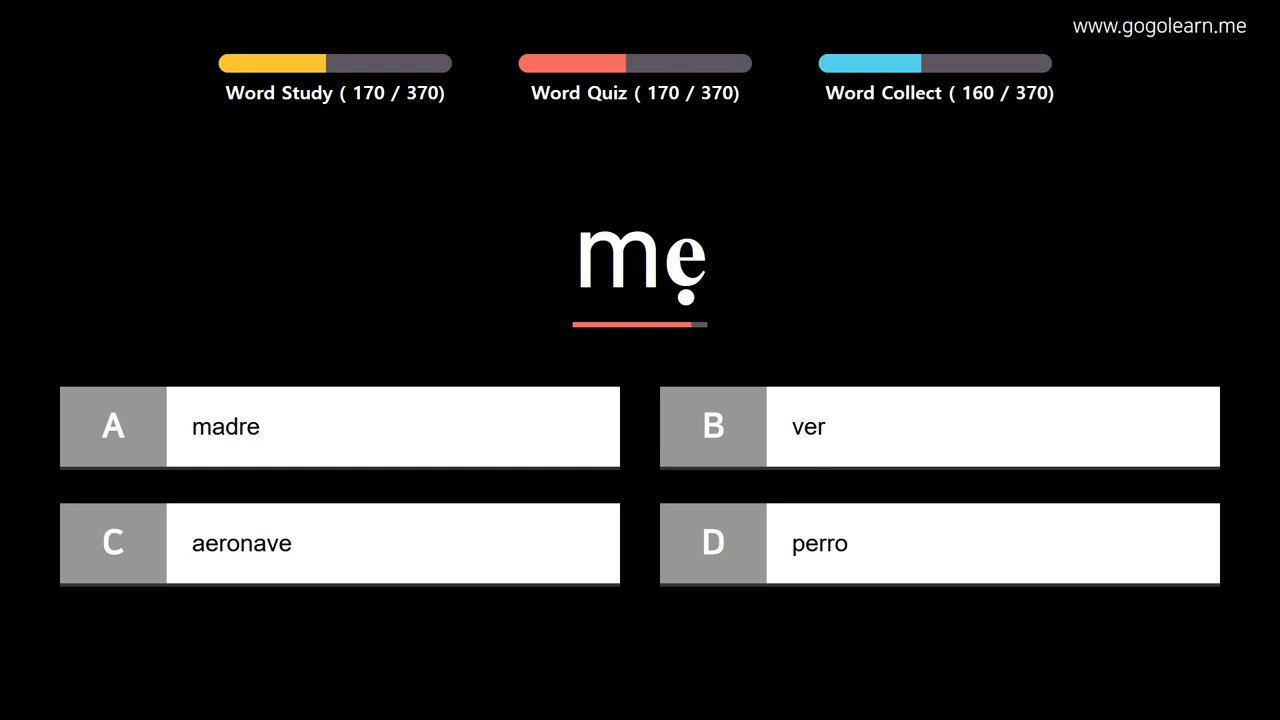 www.gogolearn.me
Word Study ( 170 / 370)
Word Quiz ( 170 / 370)
Word Collect ( 160 / 370)
mẹ
A madre
B ver
C aeronave
D perro